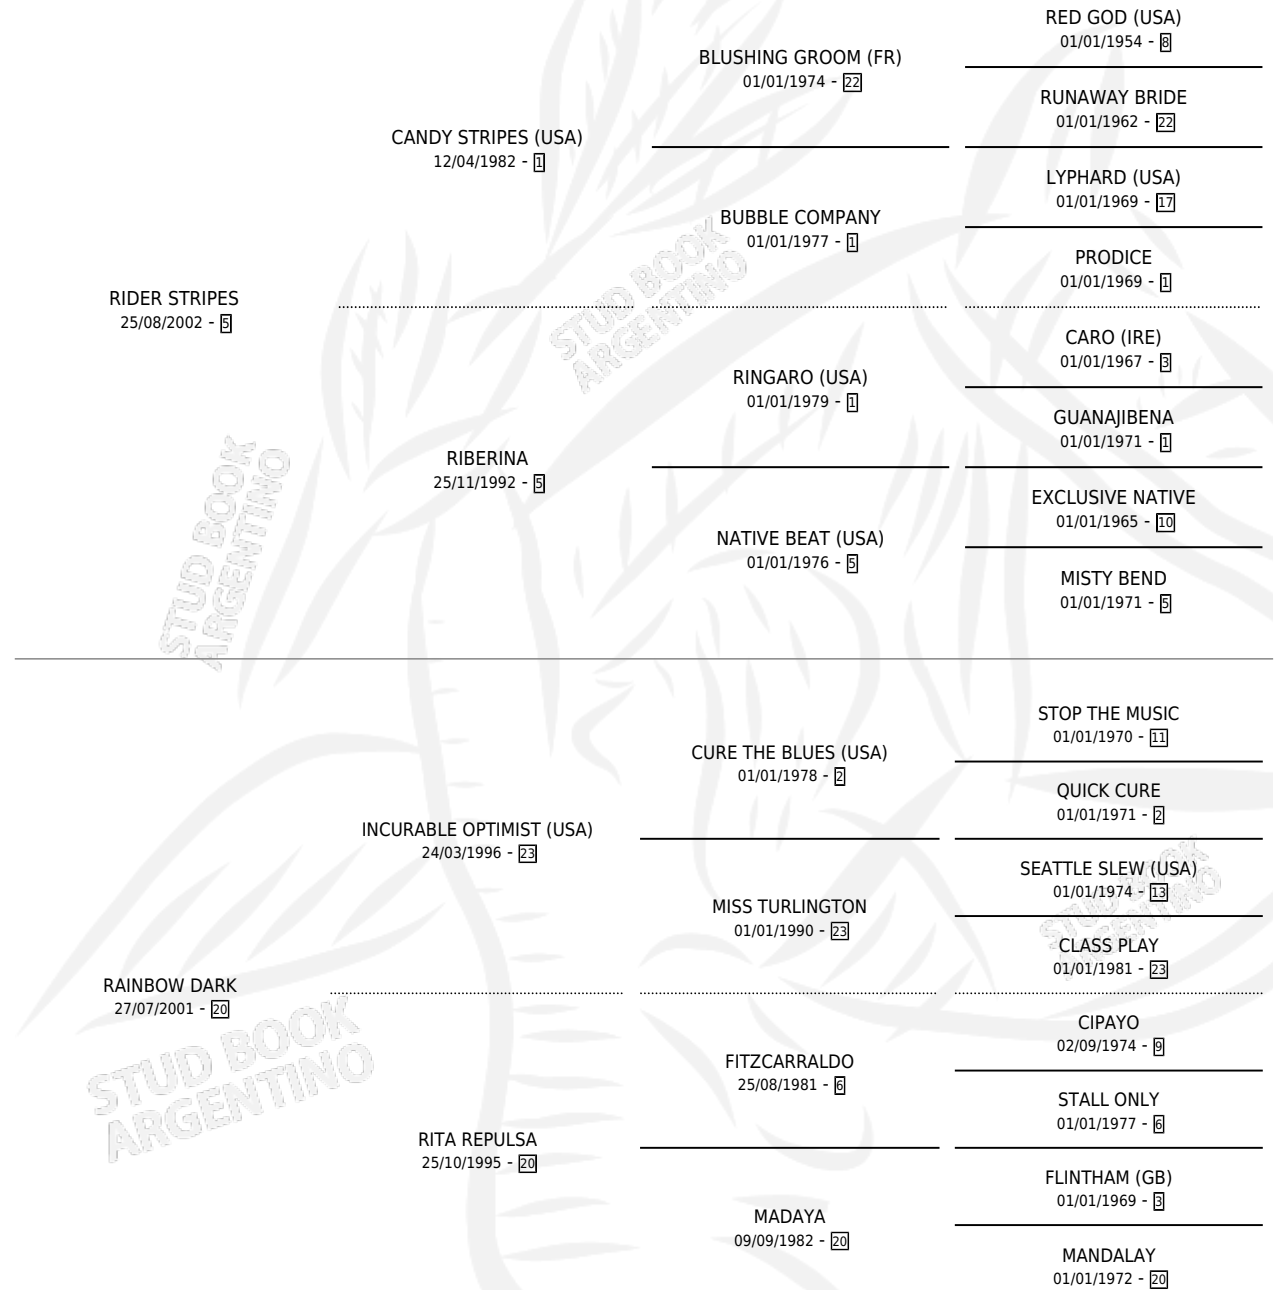 RED GOD (USA)
01/01/1954 - 8
BLUSHING GROOM (FR)
01/01/1974 - 22
RUNAWAY BRIDE
01/01/1962 - 22
CANDY STRIPES (USA)
12/04/1982 - 1
LYPHARD (USA)
01/01/1969 - 17
BUBBLE COMPANY
01/01/1977 - 1
PRODICE
01/01/1969 - 1
RIDER STRIPES
25/08/2002 - 5
STUD BOOK
ARGENTINO
CARO (IRE)
01/01/1967 - 3
RINGARO (USA)
01/01/1979 - 1
GUANAJIBENA
01/01/1971 - 1
RIBERINA
25/11/1992 - 5
EXCLUSIVE NATIVE
01/01/1965 - 10
NATIVE BEAT (USA)
01/01/1976 - 5
MISTY BEND
01/01/1971 - 5
STUD BOOK
ARGENTINO
STOP THE MUSIC
01/01/1970 - 11
CURE THE BLUES (USA)
01/01/1978 - 2
QUICK CURE
01/01/1971 - 2
INCURABLE OPTIMIST (USA)
24/03/1996 - 23
SEATTLE SLEW (USA)
01/01/1974 - 13
MISS TURLINGTON
01/01/1990 - 23
STUD BOOK
ARGENTINO
CLASS PLAY
01/01/1981 - 23
RAINBOW DARK
27/07/2001 - 20
CIPAYO
02/09/1974 - 9
FITZCARRALDO
25/08/1981 - 6
STALL ONLY
01/01/1977 - 6
STUD BOOK
ARGENTINO
RITA REPULSA
25/10/1995 - 20
FLINTHAM (GB)
01/01/1969 - 3
MADAYA
09/09/1982 - 20
MANDALAY
01/01/1972 - 20